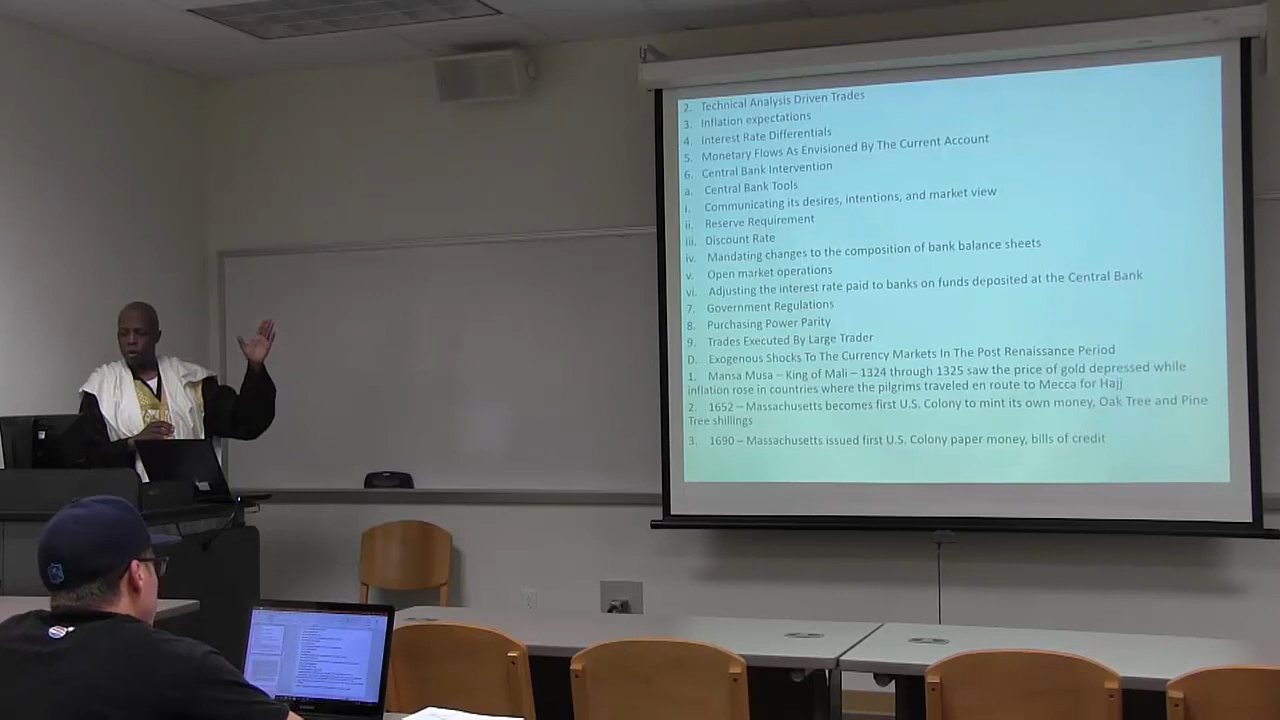 2. Technical Analysis Driven Trades
3. Inflation expectations
4. Interest Rate Differentials
5. Monetary Flows As Envisioned By The Current Account
6. Central Bank Intervention
a. Central Bank Tools
i. Communicating its desires, intentions, and market view
ii. Reserve Requirement
iii. Discount Rate
iv. Mandating changes to the composition of bank balance sheets
v. Open market operations
vi. Adjusting the interest rate paid to banks on funds deposited at the Central Bank
7. Government Regulations
8. Purchasing Power Parity
9. Trades Executed By Large Trader
D. Exogenous Shocks To The Currency Markets In The Post Renaissance Period
1. Mansa Musa – King of Mali – 1324 through 1325 saw the price of gold depressed while
inflation rose in countries where the pilgrims traveled en route to Mecca for Hajj
2. 1652 – Massachusetts becomes first U.S. Colony to mint its own money, Oak Tree and Pine
Tree shillings
3. 1690 – Massachusetts issued first U.S. Colony paper money, bills of credit